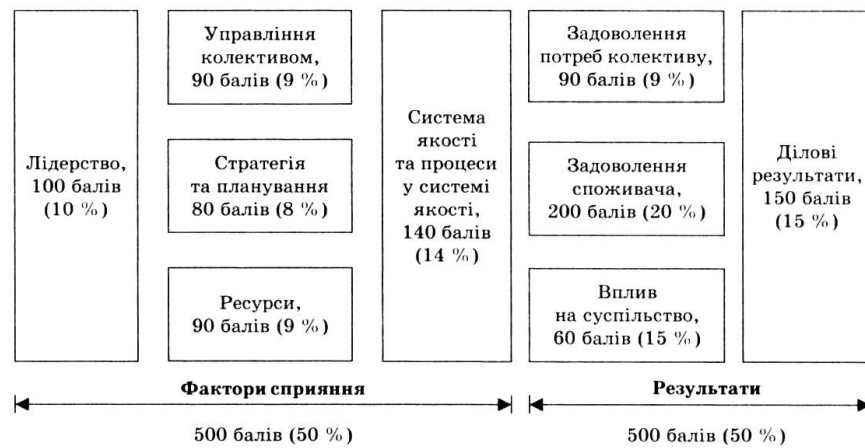 Лідерство,
100 балів
(10 %)
Управління
колективом,
90 балів (9 %)
Стратегія
та планування
80 балів (8 %)
Ресурси,
90 балів (9 %)
Система
якості
та процеси
у системі
якості,
140 балів
(14 %)
Задоволення
потреб колективу,
90 балів (9 %)
Задоволення
споживача,
200 балів (20 %)
Вплив
на суспільство,
60 балів (15 %)
Ділові
результати,
150 балів
(15 %)
Фактори сприяння
500 балів (50 %)
Результати
500 балів (50 %)